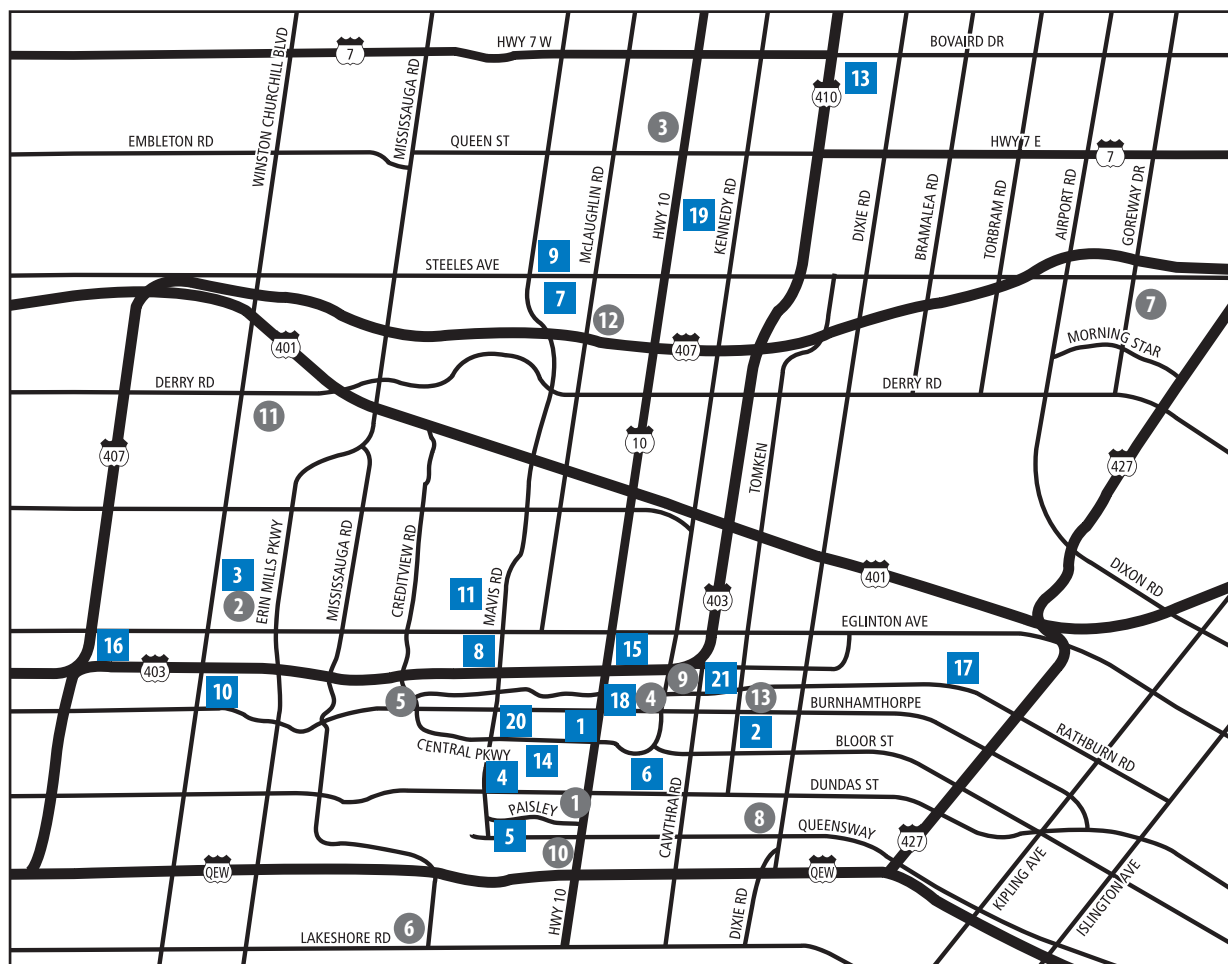 HWY 7 W
BOVAIRD DR
7
WINSTON CHURCHILL BLVD
MISSISSAUGA RD
13
410
3
EMBLETON RD
QUEEN ST
HWY 7 E
7
McLAUGHLIN RD
HWY 10
19
KENNEDY RD
DIXIE RD
BRAMALEA RD
TORBRAM RD
AIRPORT RD
GOREWAY DR
9
STEELES AVE
7
7
12
401
407
MORNING STAR
DERRY RD
DERRY RD
11
10
407
427
TOMKEN
ERIN MILLS PKWY
MISSISSAUGA RD
CREDITVIEW RD
MAVIS RD
3
2
11
401
403
DIXON RD
EGLINTON AVE
16
403
8
15
17
10
5
9
21
18
4
13
BURNHAMTHORPE
20
1
2
RATHBURN RD
BLOOR ST
CENTRAL PKWY
14
4
6
DUNDAS ST
PAISLEY
1
CAWTHRA RD
8
QUEENSWAY
5
10
427
QEW
QEW
KIPLING AVE
ISLINGTON AVE
HWY 10
DIXIE RD
6
LAKESHORE RD